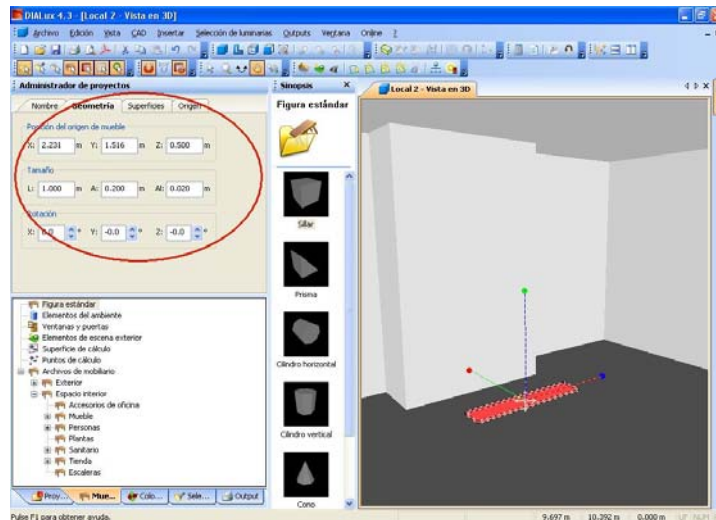 DIALux 4.3 - [Local 2 - Vista en 3D]
Archivo Edición Vista CAD Insertar Selección de luminarias Outputs Ventana Online ?
Administrador de proyectos
Nombre Geometría Superficies Origen
Posición del origen de mueble
X: 2.231 m Y: 1.516 m Z: 0.500 m
Tamaño
L: 1.000 m A: 0.200 m Al: 0.020 m
Rotación
X: 0.0 ° Y: -0.0 ° Z: -0.0 °
Figura estándar
Elementos del ambiente
Ventanas y puertas
Elementos de escena exterior
Superficie de cálculo
Puntos de cálculo
Archivos de mobiliario
Exterior
Espacio interior
Accesorios de oficina
Mueble
Personas
Plantas
Sanitario
Tienda
Escaleras
Proy... Mue... Colo... Sele... Output
Sinopsis X
Figura estándar
Sillar
Prisma
Cilindro horizontal
Cilindro vertical
Cono
Local 2 - Vista en 3D
Pulse F1 para obtener ayuda.
9.697 m 10.392 m 0.000 m